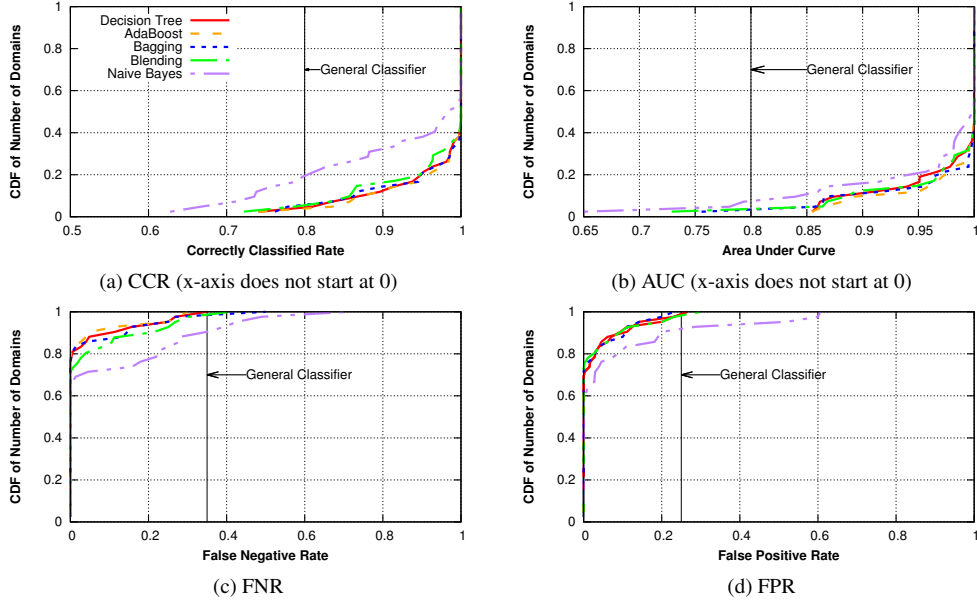 CDF of Number of Domains
1
0.8
0.6
0.4
0.2
0
Decision Tree
AdaBoost
Bagging
Blending
Naive Bayes
General Classifier
0.5 0.6 0.7 0.8 0.9 1
Correctly Classified Rate
(a) CCR (x-axis does not start at 0)
CDF of Number of Domains
1
0.8
0.6
0.4
0.2
0
General Classifier
0.65 0.7 0.75 0.8 0.85 0.9 0.95 1
Area Under Curve
(b) AUC (x-axis does not start at 0)
CDF of Number of Domains
1
0.8
0.6
0.4
0.2
0
General Classifier
0 0.2 0.4 0.6 0.8 1
False Negative Rate
(c) FNR
CDF of Number of Domains
1
0.8
0.6
0.4
0.2
0
General Classifier
0 0.2 0.4 0.6 0.8 1
False Positive Rate
(d) FPR